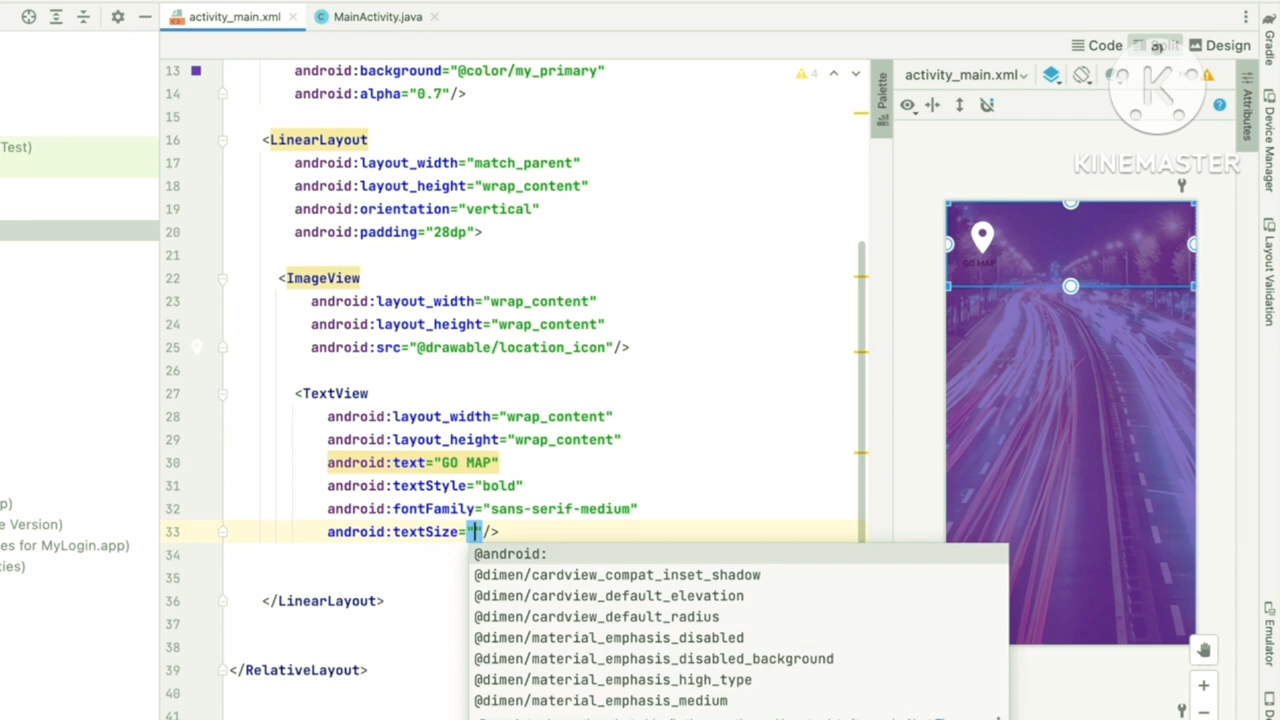 activity_main.xml
MainActivity.java
Code
Split
Design
Gradle
Test)
13 android:background="@color/my_primary"
4
14 android:alpha="0.7"/>
15
16 <LinearLayout
17 android:layout_width="match_parent"
18 android:layout_height="wrap_content"
19 android:orientation="vertical"
20 android:padding="28dp">
21
22 <ImageView
23 android:layout_width="wrap_content"
24 android:layout_height="wrap_content"
25 android:src="@drawable/location_icon"/>
26
27 <TextView
28 android:layout_width="wrap_content"
29 android:layout_height="wrap_content"
30 android:text="GO MAP"
31 android:textStyle="bold"
32 android:fontFamily="sans-serif-medium"
33 android:textSize=""/>
34
35
36 </LinearLayout>
37
38
39 </RelativeLayout>
40
41
@android:
@dimen/cardview_compat_inset_shadow
@dimen/cardview_default_elevation
@dimen/cardview_default_radius
@dimen/material_emphasis_disabled
@dimen/material_emphasis_disabled_background
@dimen/material_emphasis_high_type
@dimen/material_emphasis_medium
p)
e Version)
es for MyLogin.app)
ties)
Palette
activity_main.xml
Attributes
K
KINEMASTER
GO MAP
Device Manager
Layout Validation
Emulator